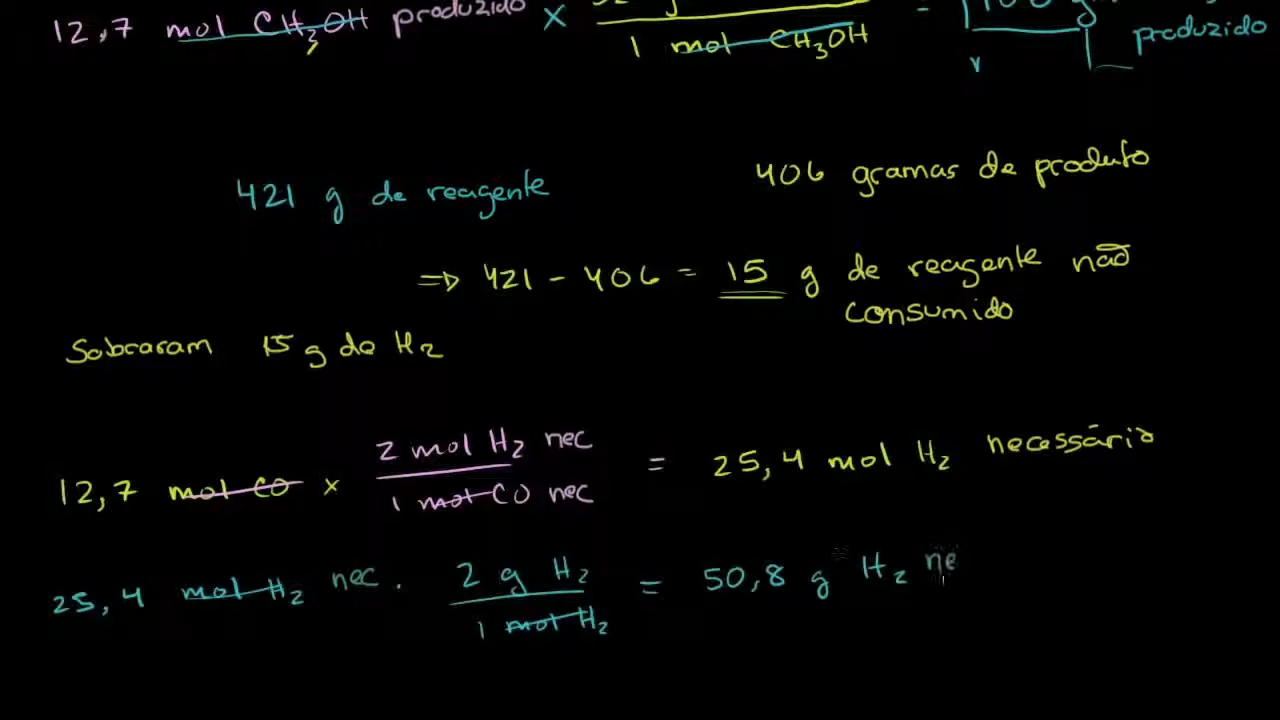 12,7 mol CH3OH produzido × g = g
1 mol CH3OH produzido
421 g de reagente 406 gramas de produto
⇒ 421 - 406 = 15 g de reagente não
consumido
Sobraram 15 g de H2
12,7 mol CO × 2 mol H2 nec = 25,4 mol H2 necessário
1 mol CO nec
25,4 mol H2 nec . 2 g H2 = 50,8 g H2 ne
1 mol H2